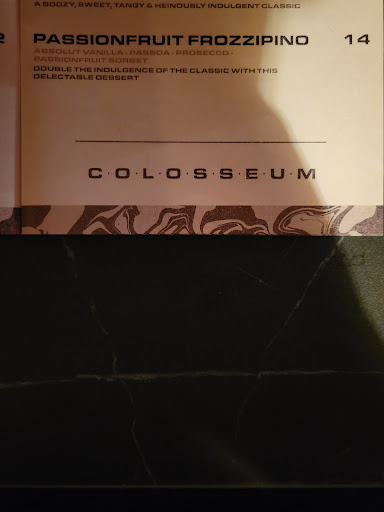 A BOOZY, SWEET, TANGY & HEINOUSLY INDULGENT CLASSIC
2 PASSIONFRUIT FROZZIPINO 14
ABSOLUT VANILLA - PASSOA - PROSECCO -
PASSIONFRUIT SORBET
DOUBLE THE INDULGENCE OF THE CLASSIC WITH THIS
DELECTABLE DESSERT
C·O·L·O·S·S·E·U·M